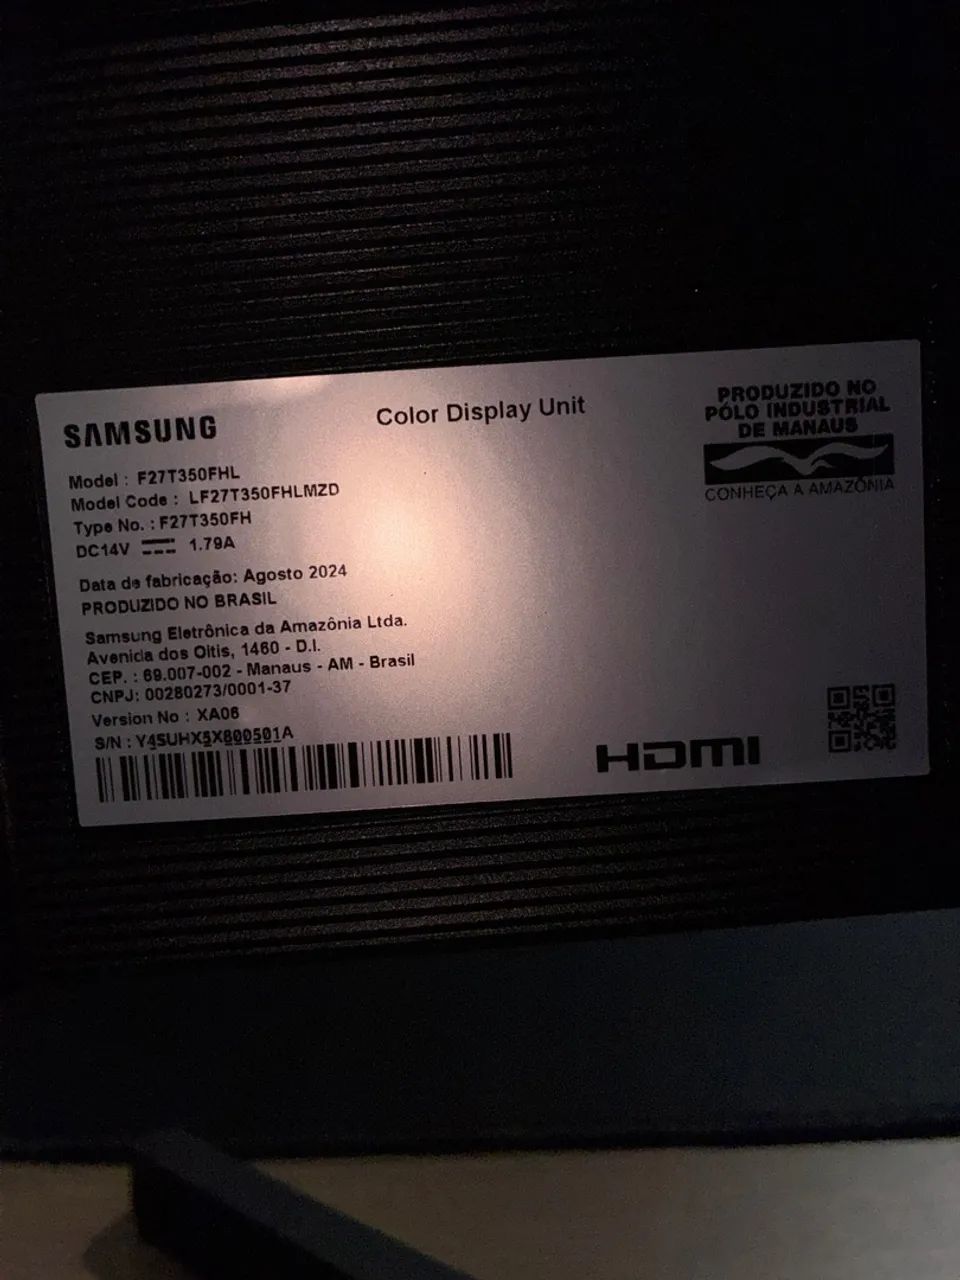 SAMSUNG
Color Display Unit
PRODUZIDO NO
PÓLO INDUSTRIAL
DE MANAUS
CONHEÇA A AMAZÔNIA
Model : F27T350FHL
Model Code : LF27T350FHLMZD
Type No. : F27T350FH
DC14V 1.79A
Data de fabricação: Agosto 2024
PRODUZIDO NO BRASIL
Samsung Eletrônica da Amazônia Ltda.
Avenida dos Oitis, 1460 - D.I.
CEP. : 69.007-002 - Manaus - AM - Brasil
CNPJ: 00280273/0001-37
Version No : XA06
S/N : Y4SUHX5X800501A
HDMI